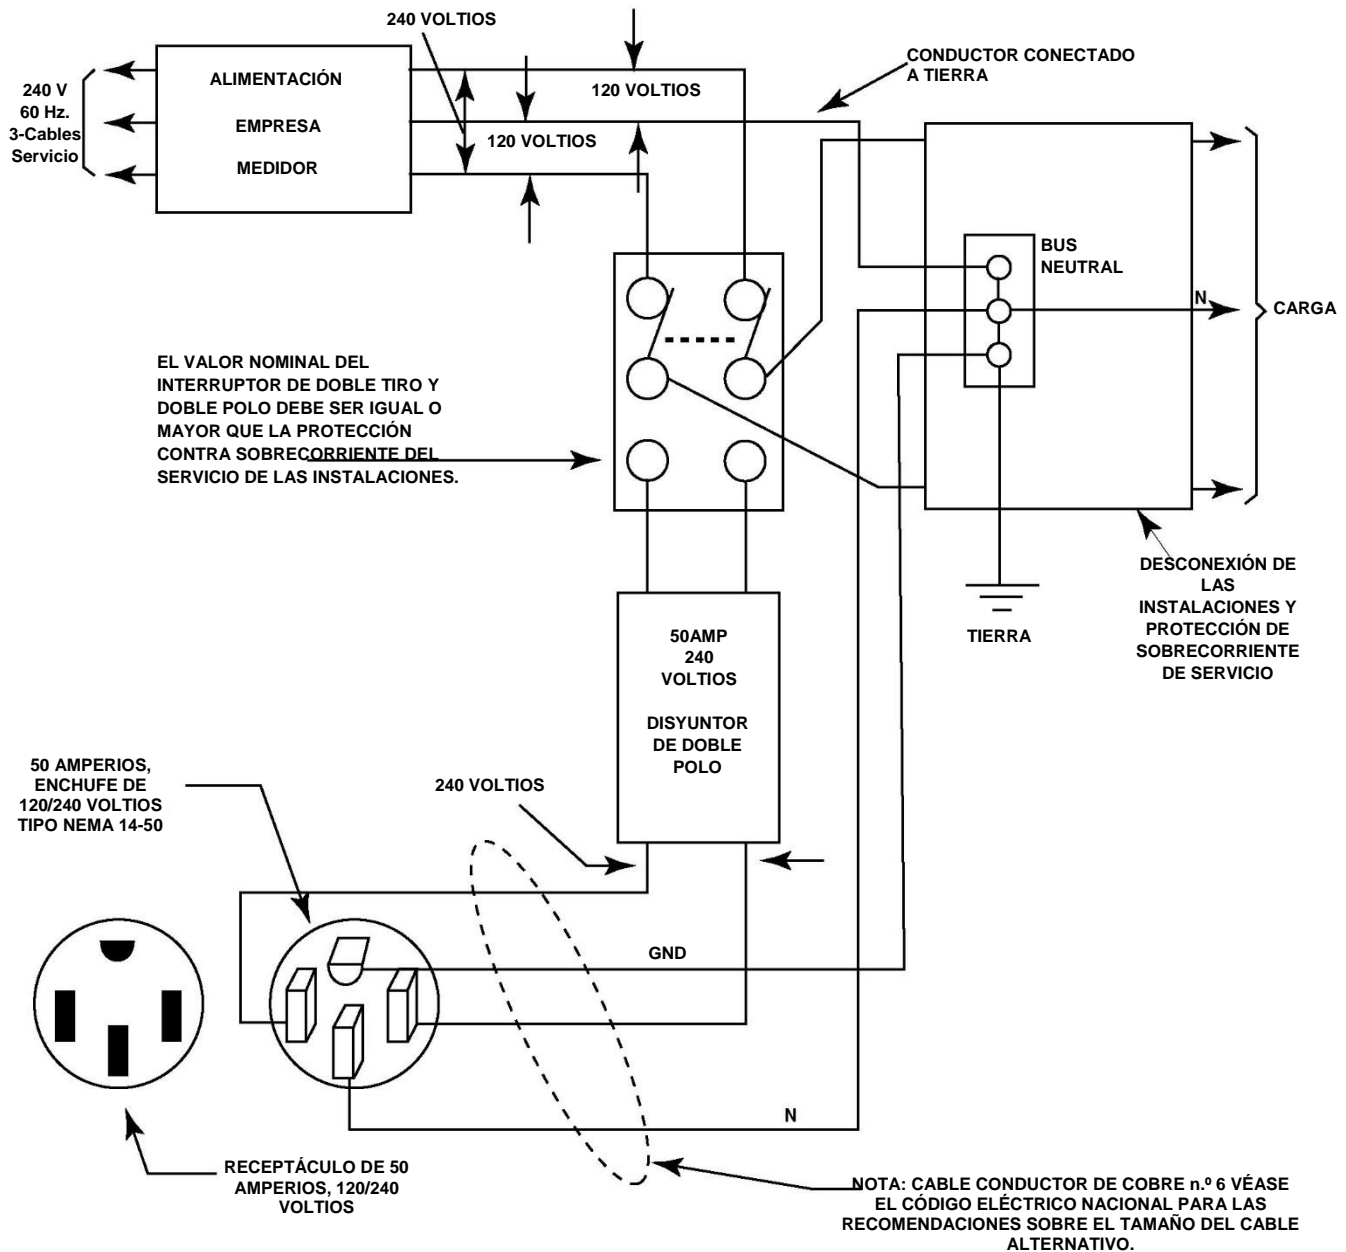 240 VOLTIOS
240 V
60 Hz.
3-Cables
Servicio
ALIMENTACIÓN
EMPRESA
MEDIDOR
120 VOLTIOS
120 VOLTIOS
CONDUCTOR CONECTADO
A TIERRA
BUS
NEUTRAL
N
CARGA
EL VALOR NOMINAL DEL
INTERRUPTOR DE DOBLE TIRO Y
DOBLE POLO DEBE SER IGUAL O
MAYOR QUE LA PROTECCIÓN
CONTRA SOBRECORRIENTE DEL
SERVICIO DE LAS INSTALACIONES.
DESCONEXIÓN DE
LAS
INSTALACIONES Y
PROTECCIÓN DE
SOBRECORRIENTE
DE SERVICIO
TIERRA
50AMP
240
VOLTIOS
DISYUNTOR
DE DOBLE
POLO
50 AMPERIOS,
ENCHUFE DE
120/240 VOLTIOS
TIPO NEMA 14-50
240 VOLTIOS
GND
N
RECEPTÁCULO DE 50
AMPERIOS, 120/240
VOLTIOS
NOTA: CABLE CONDUCTOR DE COBRE n.º 6 VÉASE
EL CÓDIGO ELÉCTRICO NACIONAL PARA LAS
RECOMENDACIONES SOBRE EL TAMAÑO DEL CABLE
ALTERNATIVO.